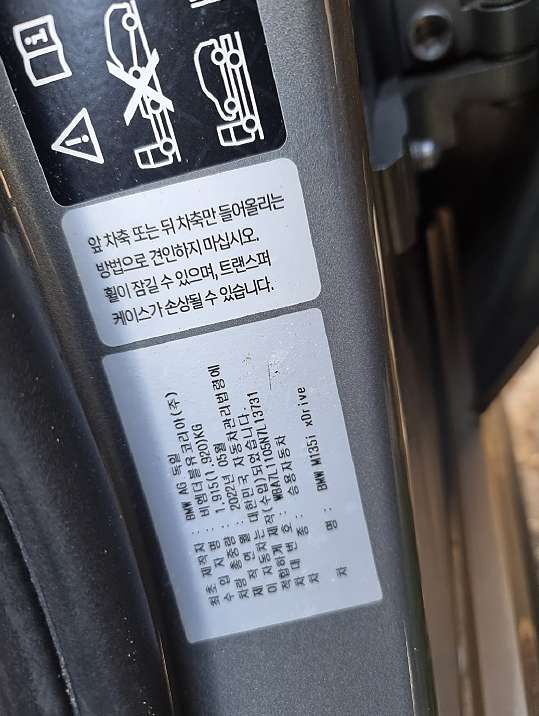 앞 차축 또는 뒤 차축만 들어올리는
방법으로 견인하지 마십시오.
휠이 잠길 수 있으며, 트랜스퍼
케이스가 손상될 수 있습니다.
최초 제작자 : BMW AG 독일
수 입 자 명 : 비엠더블유 코리아(주)
차량 총중량 : 1,915(1,920)KG
제 작 연 월 : 2022년 05월
이 자동차는 대한민국 자동차관리법령에
적합하게 제작(수입)되었습니다.
차 대 번 호 : WBA7L1105N7L13731
차 종 : 승용자동차
차 명 : BMW M135i xDrive